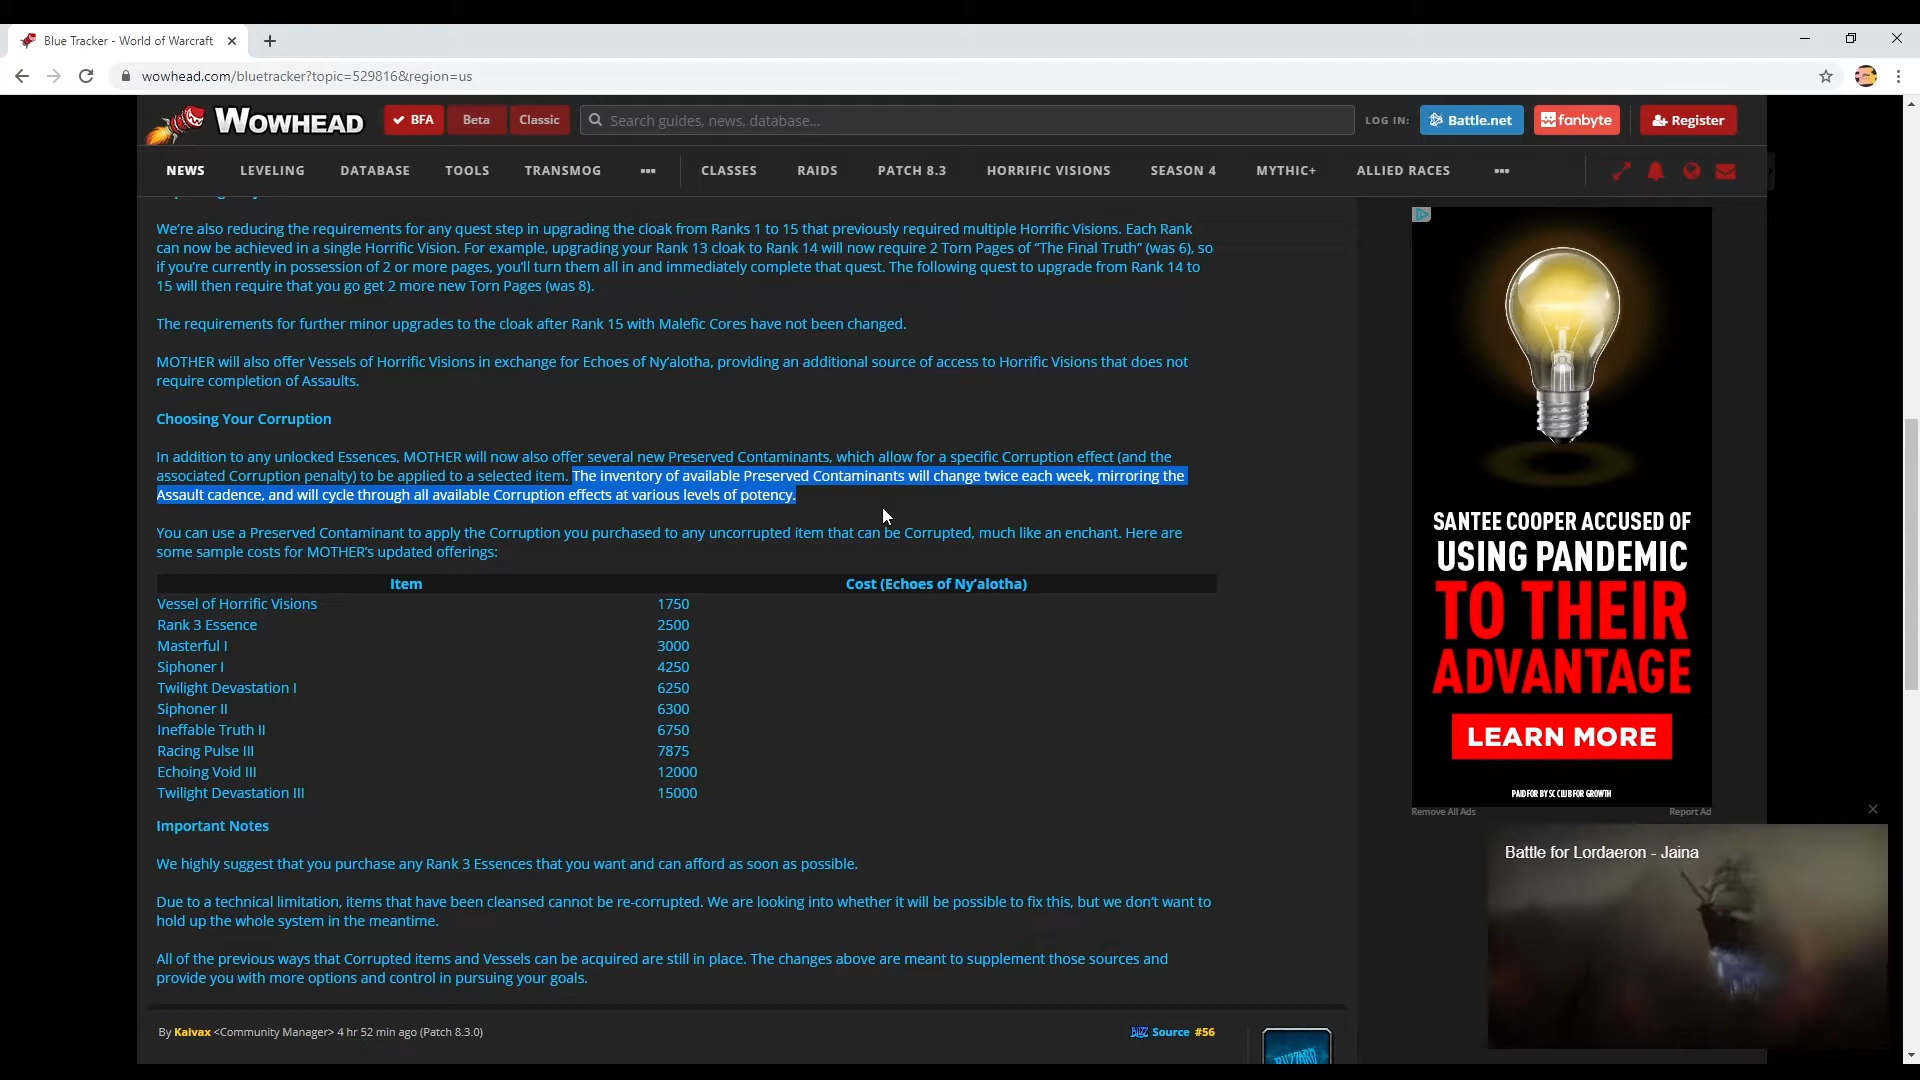 Blue Tracker - World of Warcraft
wowhead.com/bluetracker?topic=529816&region=us
WOWHEAD
BFA
Beta
Classic
Search guides, news, database...
LOG IN:
Battle.net
fanbyte
Register
NEWS
LEVELING
DATABASE
TOOLS
TRANSMOG
CLASSES
RAIDS
PATCH 8.3
HORRIFIC VISIONS
SEASON 4
MYTHIC+
ALLIED RACES
We're also reducing the requirements for any quest step in upgrading the cloak from Ranks 1 to 15 that previously required multiple Horrific Visions. Each Rank
can now be achieved in a single Horrific Vision. For example, upgrading your Rank 13 cloak to Rank 14 will now require 2 Torn Pages of “The Final Truth” (was 6), so
if you're currently in possession of 2 or more pages, you'll turn them all in and immediately complete that quest. The following quest to upgrade from Rank 14 to
15 will then require that you go get 2 more new Torn Pages (was 8).
The requirements for further minor upgrades to the cloak after Rank 15 with Malefic Cores have not been changed.
MOTHER will also offer Vessels of Horrific Visions in exchange for Echoes of Ny’alotha, providing an additional source of access to Horrific Visions that does not
require completion of Assaults.
Choosing Your Corruption
In addition to any unlocked Essences, MOTHER will now also offer several new Preserved Contaminants, which allow for a specific Corruption effect (and the
associated Corruption penalty) to be applied to a selected item. The inventory of available Preserved Contaminants will change twice each week, mirroring the
Assault cadence, and will cycle through all available Corruption effects at various levels of potency.
You can use a Preserved Contaminant to apply the Corruption you purchased to any uncorrupted item that can be Corrupted, much like an enchant. Here are
some sample costs for MOTHER’s updated offerings:
Item Cost (Echoes of Ny’alotha)
Vessel of Horrific Visions 1750
Rank 3 Essence 2500
Masterful I 3000
Siphoner I 4250
Twilight Devastation I 6250
Siphoner II 6300
Ineffable Truth II 6750
Racing Pulse III 7875
Echoing Void III 12000
Twilight Devastation III 15000
Important Notes
We highly suggest that you purchase any Rank 3 Essences that you want and can afford as soon as possible.
Due to a technical limitation, items that have been cleansed cannot be re-corrupted. We are looking into whether it will be possible to fix this, but we don’t want to
hold up the whole system in the meantime.
All of the previous ways that Corrupted items and Vessels can be acquired are still in place. The changes above are meant to supplement those sources and
provide you with more options and control in pursuing your goals.
By Kaivax <Community Manager> 4 hr 52 min ago (Patch 8.3.0)
BLIZZ Source #56
SANTEE COOPER ACCUSED OF
USING PANDEMIC
TO THEIR
ADVANTAGE
LEARN MORE
PAID FOR BY SC CLUB FOR GROWTH
Remove All Ads
Report Ad
Battle for Lordaeron - Jaina